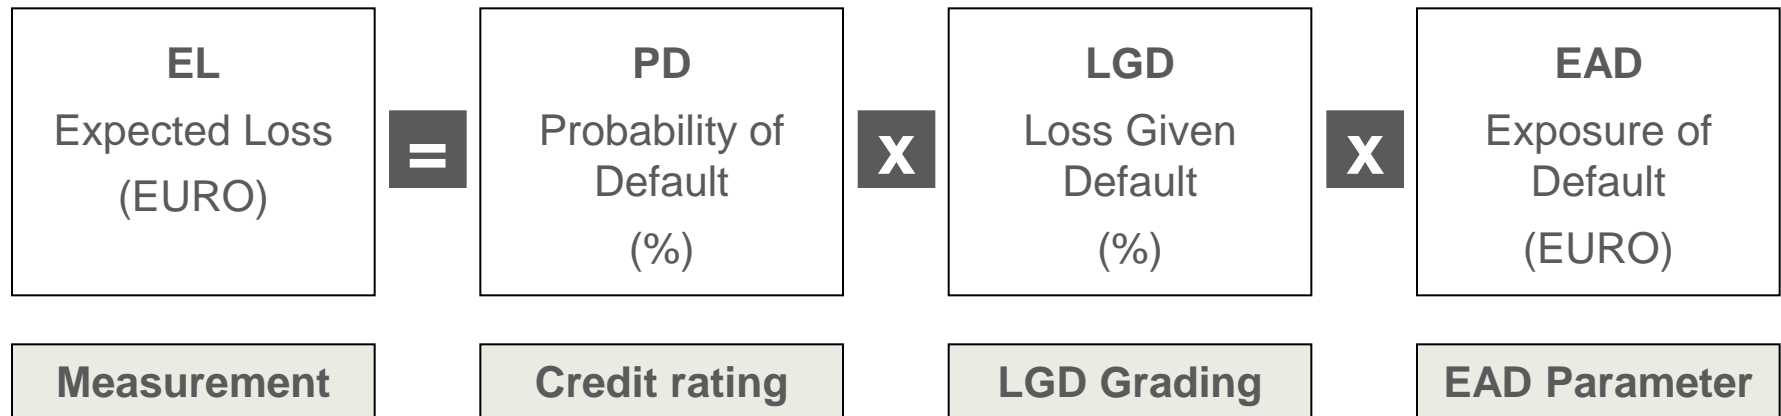 EL
Expected Loss
(EURO)
=
PD
Probability of
Default
(%)
x
LGD
Loss Given
Default
(%)
x
EAD
Exposure of
Default
(EURO)
Measurement
Credit rating
LGD Grading
EAD Parameter